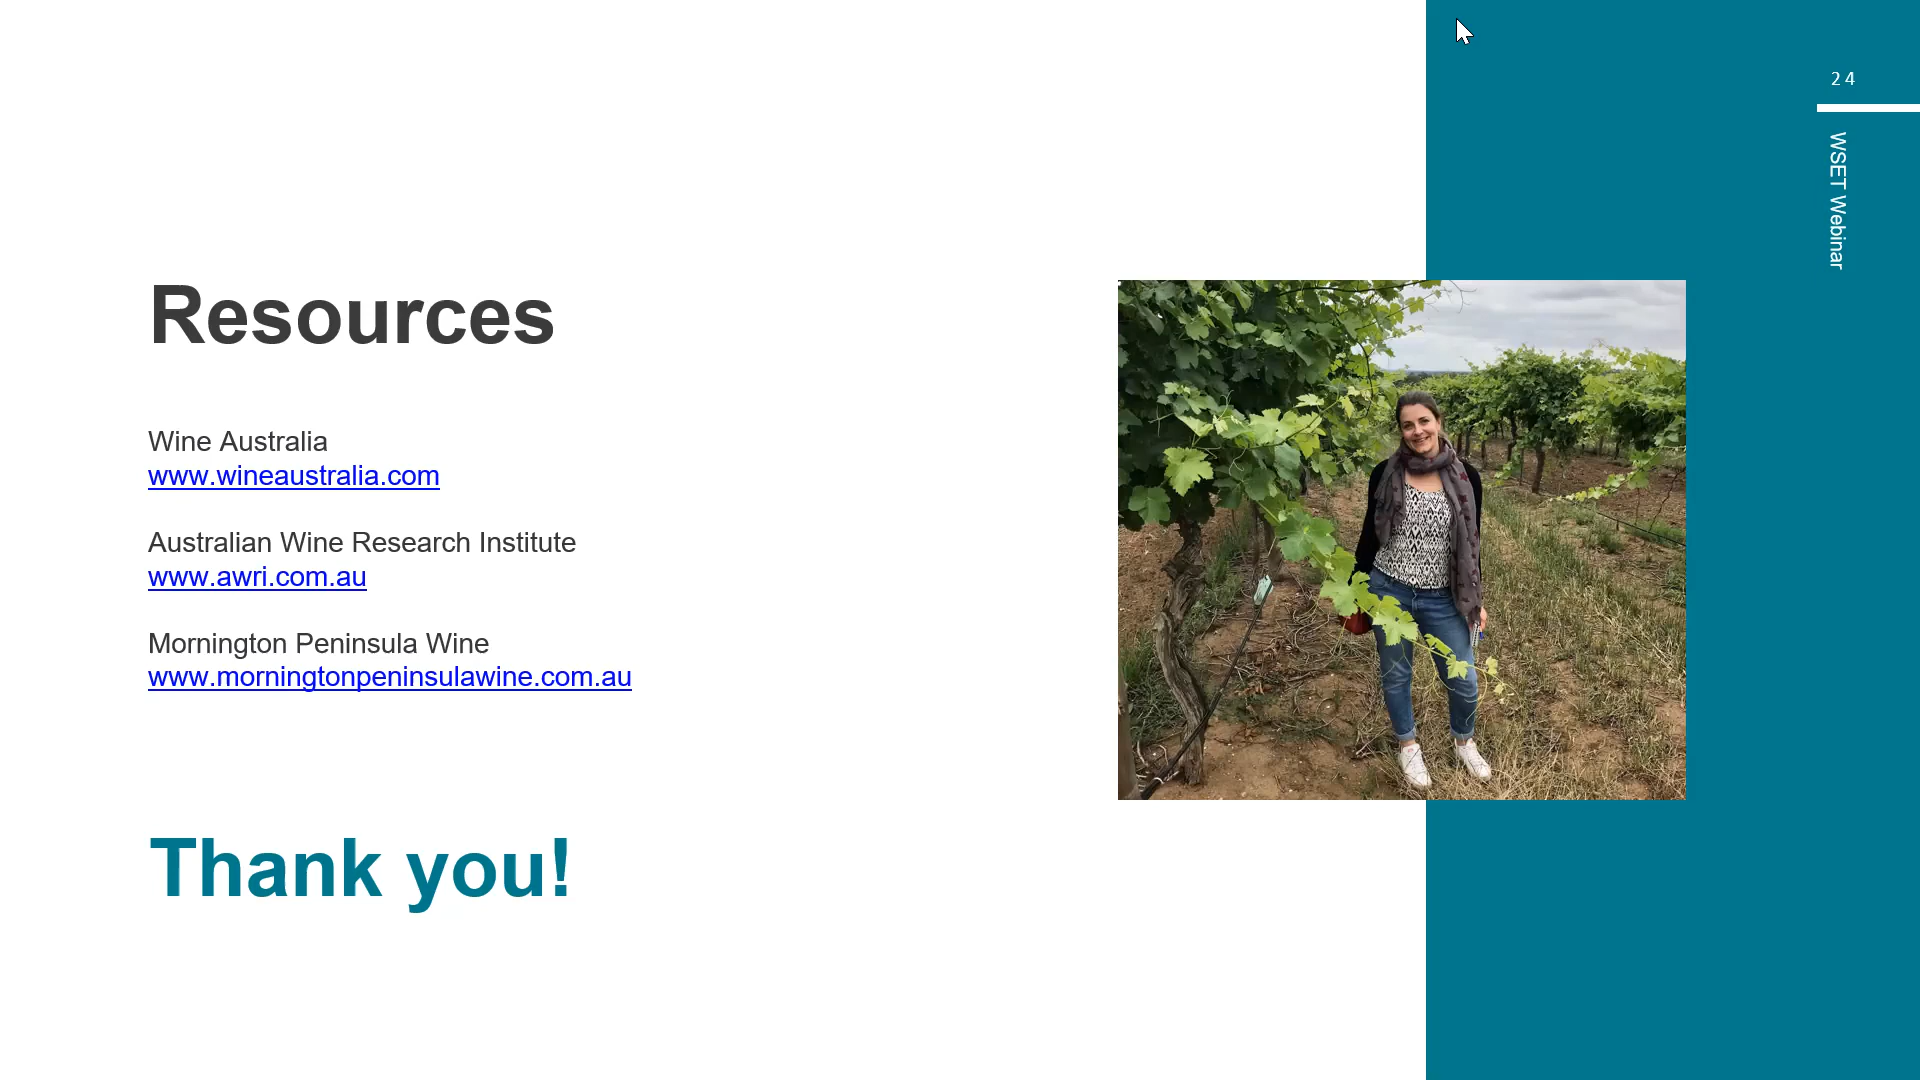 24
WSET Webinar
Resources
Wine Australia
www.wineaustralia.com
Australian Wine Research Institute
www.awri.com.au
Mornington Peninsula Wine
www.morningtonpeninsulawine.com.au
Thank you!